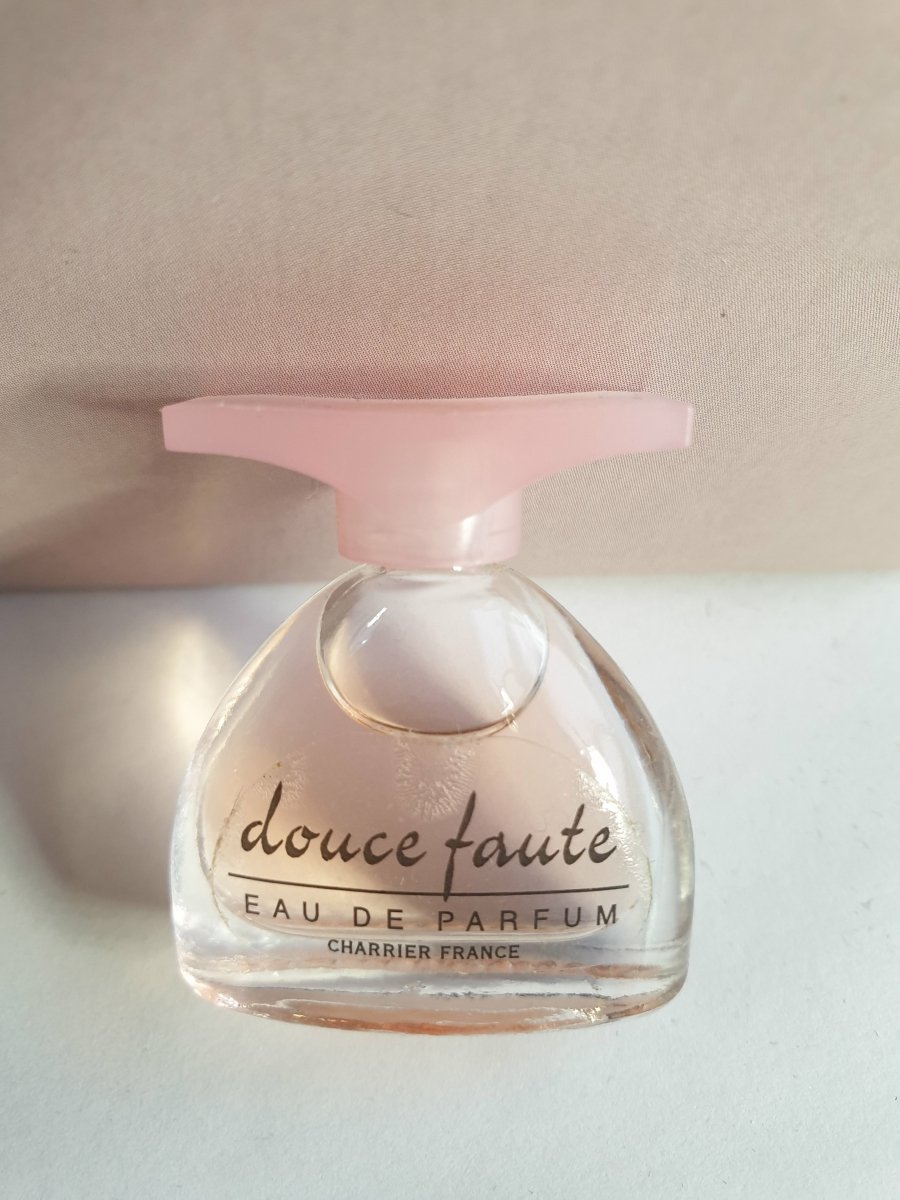 douce faute
EAU DE PARFUM
CHARRIER FRANCE